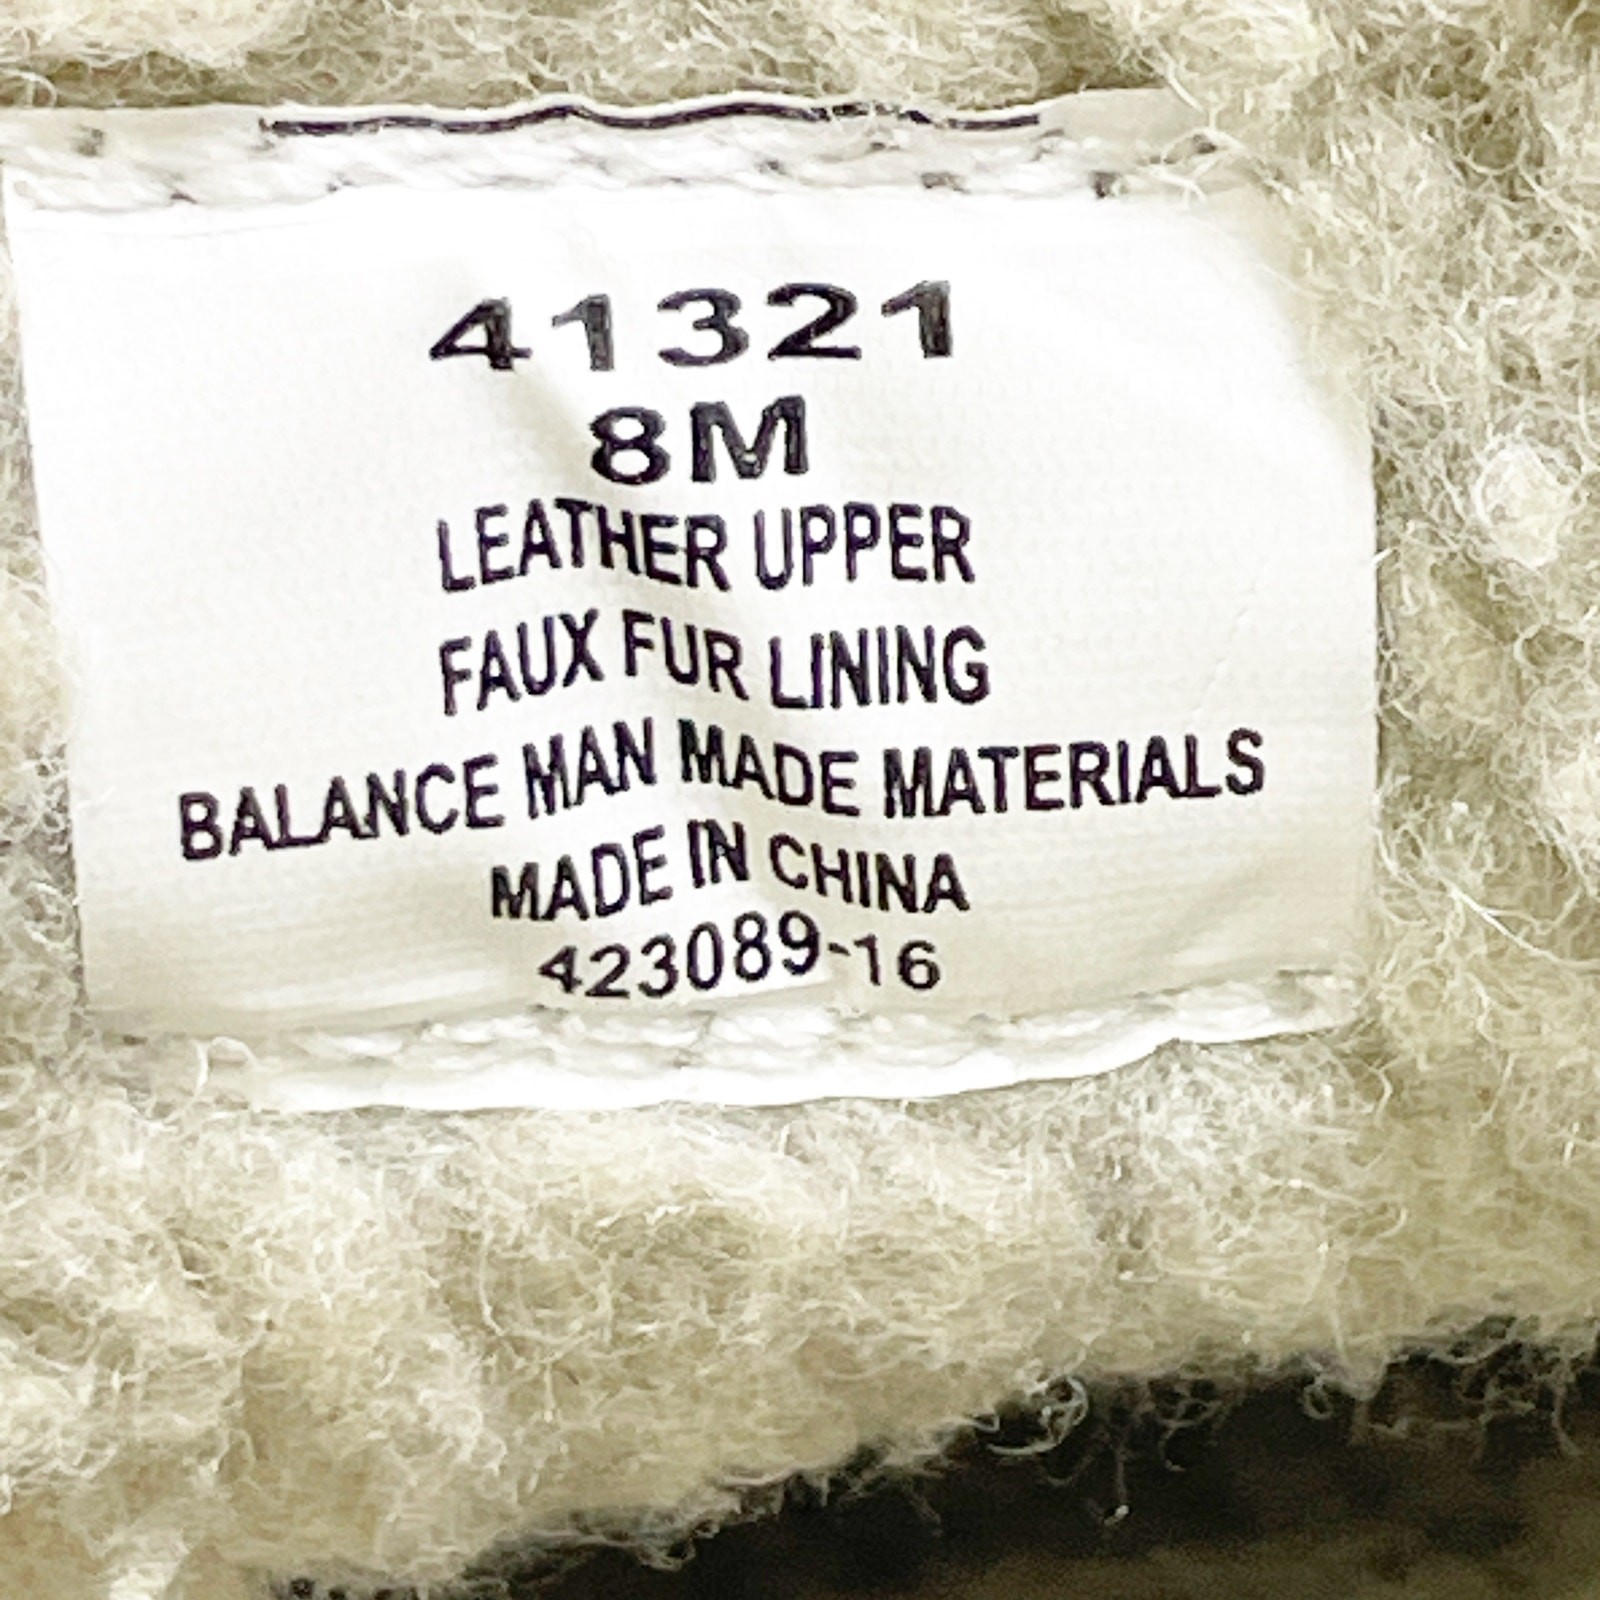 41321
8M
LEATHER UPPER
FAUX FUR LINING
BALANCE MAN MADE MATERIALS
MADE IN CHINA
423089-16